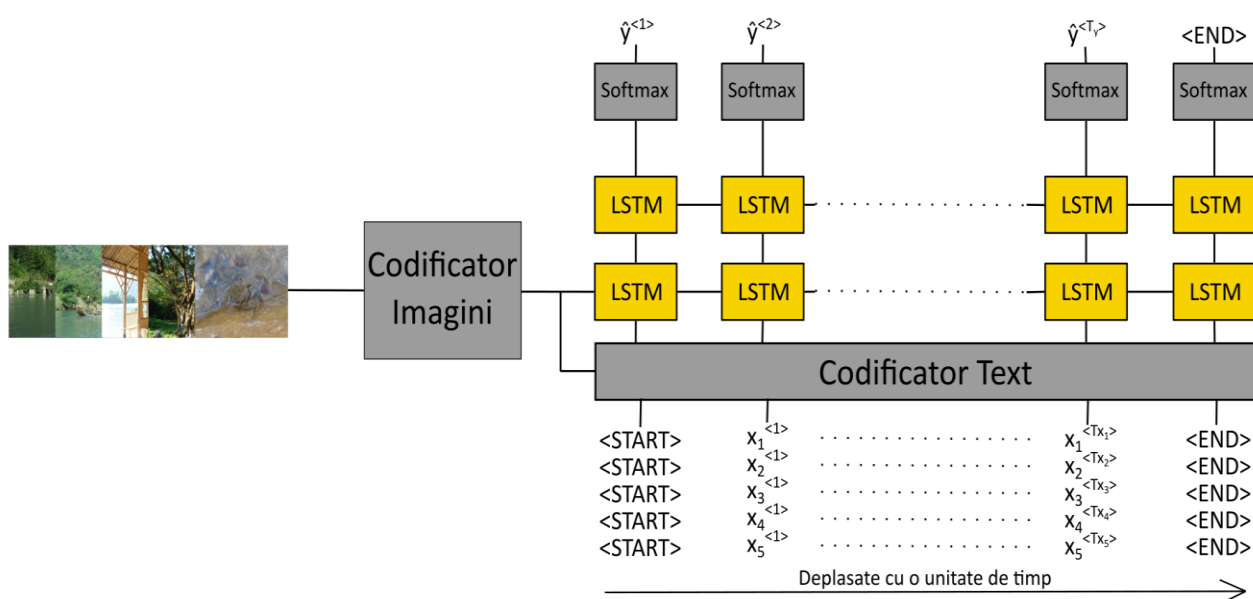 ŷ<1> ŷ<2> ŷ<Ty> <END>
Softmax Softmax Softmax Softmax
LSTM LSTM . . . . . . . . . . . . . . . . LSTM LSTM
Codificator
Imagini
LSTM LSTM . . . . . . . . . . . . . . . . LSTM LSTM
Codificator Text
<START> x1<1> . . . . . . . . . . . . . . . . x1<Tx1> <END>
<START> x2<1> . . . . . . . . . . . . . . . . x2<Tx2> <END>
<START> x3<1> . . . . . . . . . . . . . . . . x3<Tx3> <END>
<START> x4<1> . . . . . . . . . . . . . . . . x4<Tx4> <END>
<START> x5<1> . . . . . . . . . . . . . . . . x5<Tx5> <END>
Deplasate cu o unitate de timp